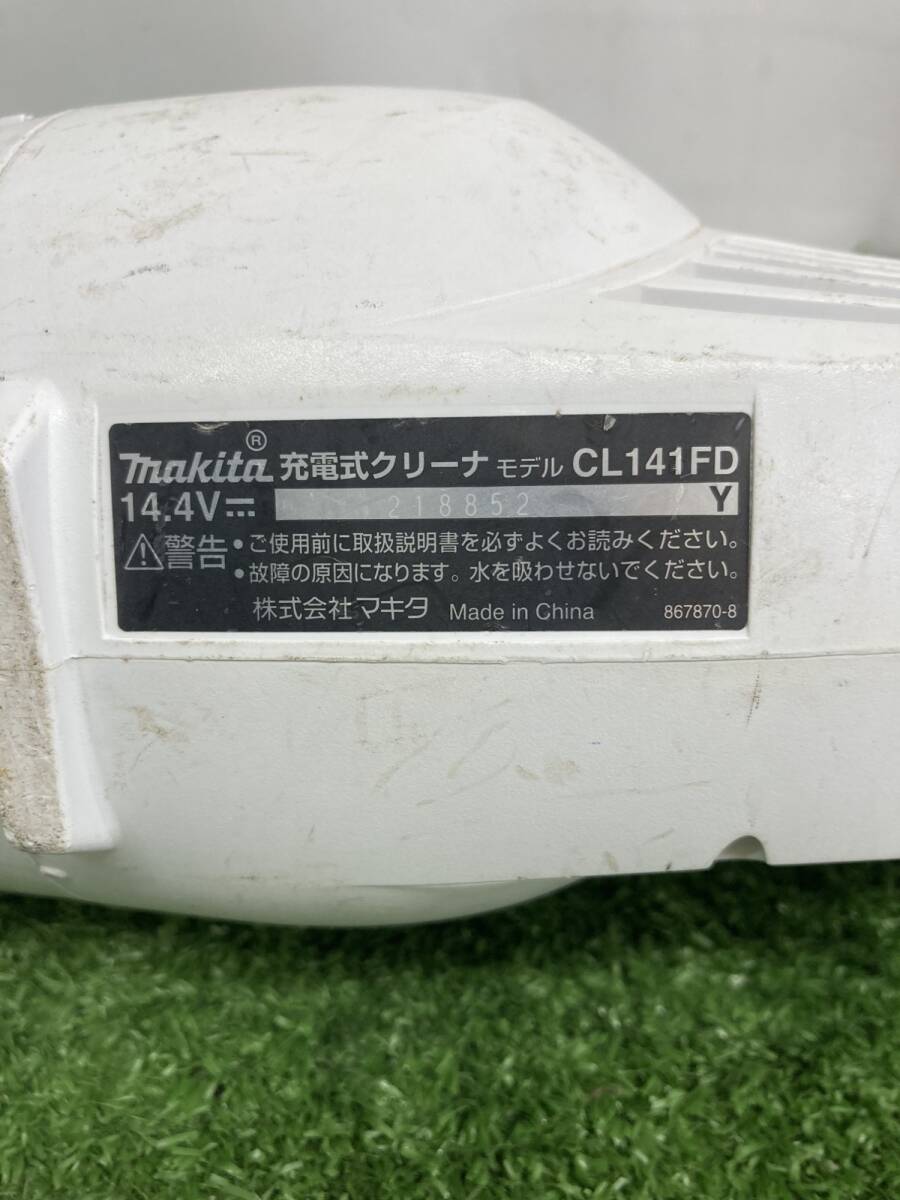 makita® 充電式クリーナ モデル CL141FD
14.4V⎓ 218852 Y
⚠警告 •ご使用前に取扱説明書を必ずよくお読みください。
•故障の原因になります。水を吸わせないでください。
株式会社マキタ Made in China 867870-8